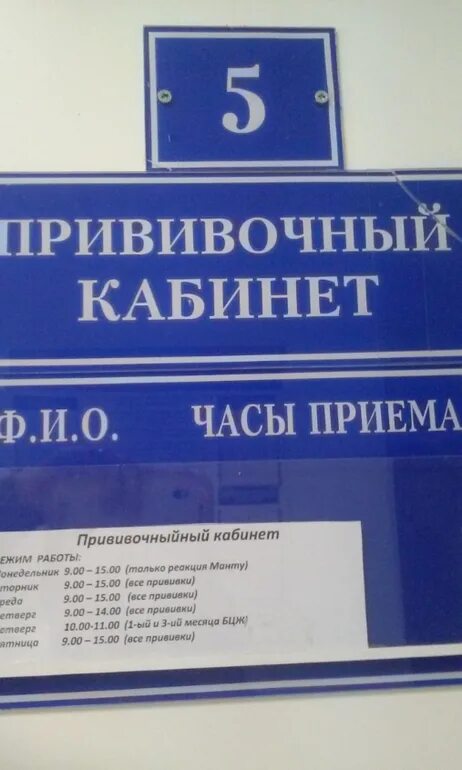 5
ПРИВИВОЧНЫЙ
КАБИНЕТ
Ф.И.О. ЧАСЫ ПРИЕМА
Прививочныйный кабинет
ЕЖИМ РАБОТЫ:
онедельник 9.00 – 15.00 (только реакция Манту)
торник 9.00 – 15.00 (все прививки)
реда 9.00 – 15.00 (все прививки)
етверг 9.00 – 14.00 (все прививки)
етверг 10.00-11.00 (1-ый и 3-ий месяца БЦЖ)
ятница 9.00 – 15.00 (все прививки)